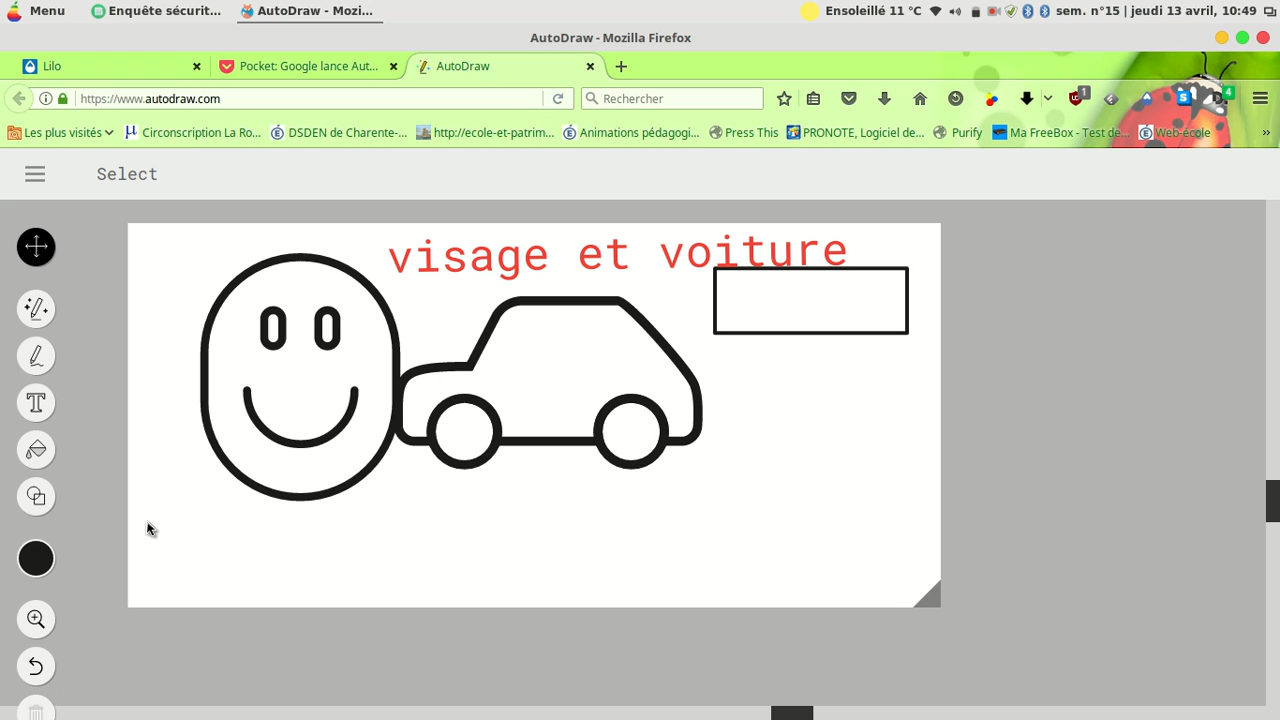 Menu Enquête sécurit... AutoDraw - Mozi... Ensoleillé 11 °C sem. n°15 | jeudi 13 avril, 10:49
AutoDraw - Mozilla Firefox
Lilo Pocket: Google lance Aut... AutoDraw
https://www.autodraw.com Rechercher 1 4
Les plus visités Circonscription La Ro... DSDEN de Charente-... http://ecole-et-patrim... Animations pédagogi... Press This PRONOTE, Logiciel de... Purify Ma FreeBox - Test de... Web-école
Select
visage et voiture
T